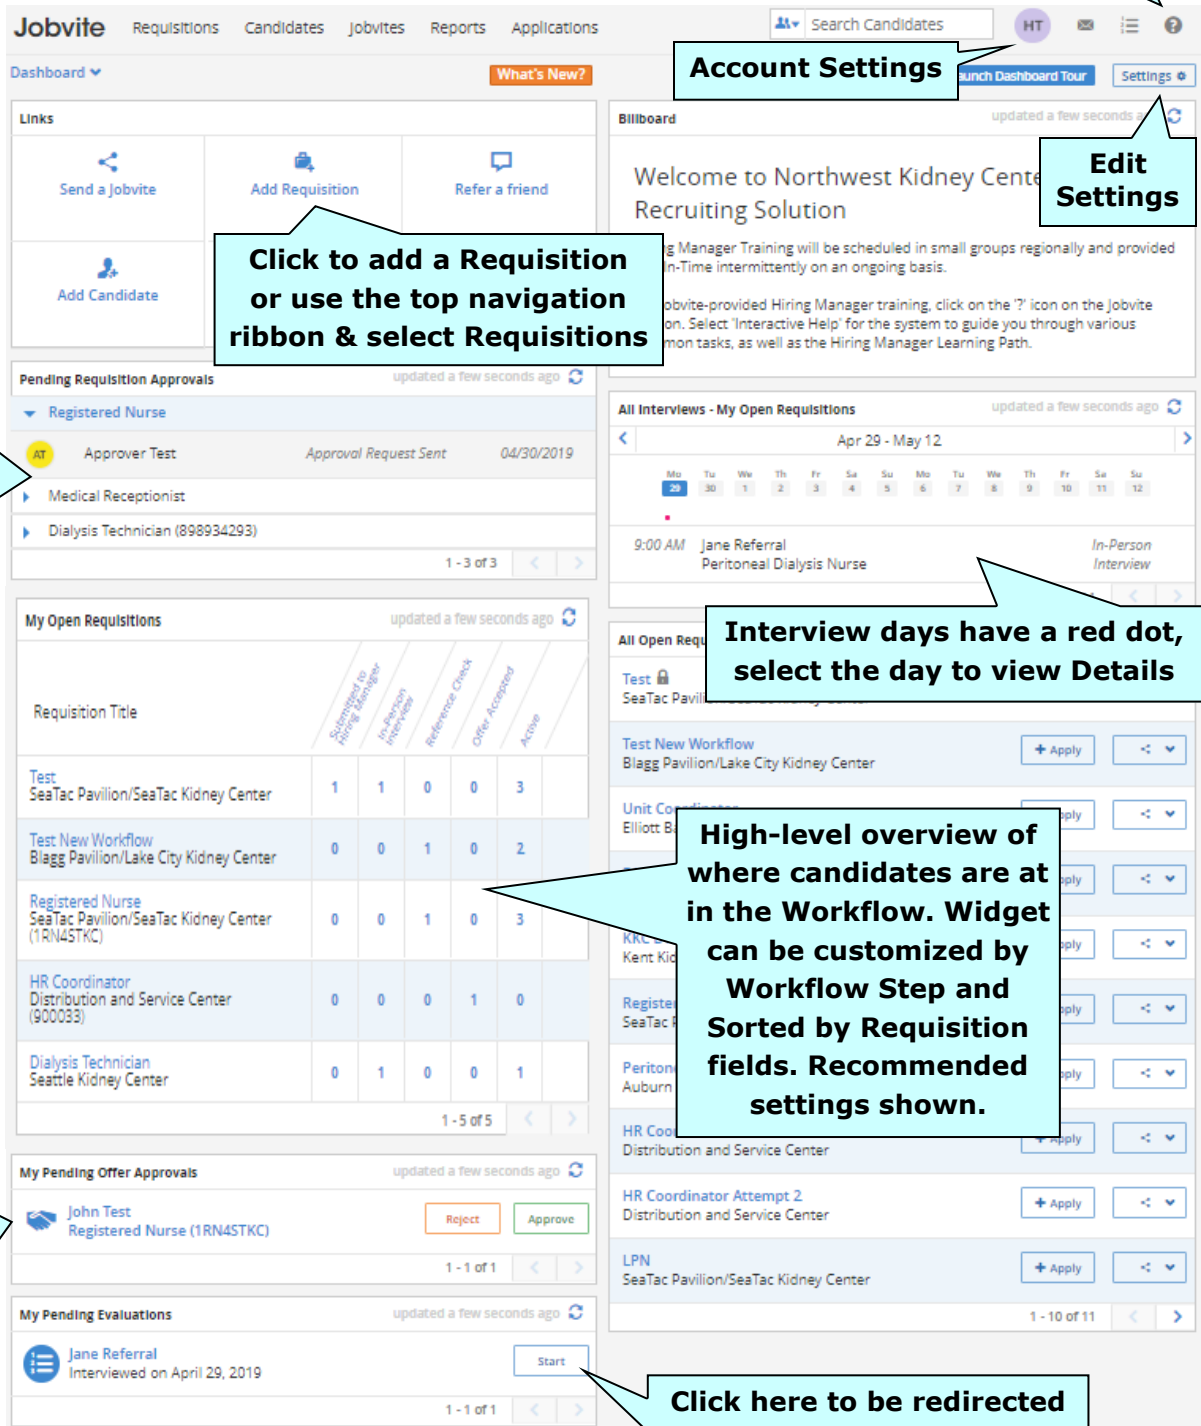 Jobvite Requisitions Candidates Jobvites Reports Applications Search Candidates HT
Dashboard What's New? Account Settings aunch Dashboard Tour Settings
Links
Send a Jobvite Add Requisition Refer a friend
Add Candidate
Click to add a Requisition
or use the top navigation
ribbon & select Requisitions
Billboard updated a few seconds
Edit
Settings
Welcome to Northwest Kidney
Recruiting Solution
Manager Training will be scheduled in small groups regionally and provided
In-Time intermittently on an ongoing basis.
obvite-provided Hiring Manager training, click on the '?' icon on the Jobvite
on. Select 'Interactive Help' for the system to guide you through various
mon tasks, as well as the Hiring Manager Learning Path.
Pending Requisition Approvals updated a few seconds ago
Registered Nurse
AT Approver Test Approval Request Sent 04/30/2019
Medical Receptionist
Dialysis Technician (898934293)
1 - 3 of 3
All Interviews - My Open Requisitions updated a few seconds ago
Apr 29 - May 12
Mo Tu We Th Fr Sa Su Mo Tu We Th Fr Sa Su
29 30 1 2 3 4 5 6 7 8 9 10 11 12
9:00 AM Jane Referral In-Person
Peritoneal Dialysis Nurse Interview
Interview days have a red dot,
select the day to view Details
My Open Requisitions updated a few seconds ago
Requisition Title
Submitted to
Hiring Manager
In-Person
Interview
Reference Check
Offer Accepted
Active
Test 1 1 0 0 3
SeaTac Pavilion/SeaTac Kidney Center
Test New Workflow 0 0 1 0 2
Blagg Pavilion/Lake City Kidney Center
Registered Nurse
SeaTac Pavilion/SeaTac Kidney Center 0 0 1 0 3
(1RN4STKC)
HR Coordinator
Distribution and Service Center 0 0 0 1 0
(900033)
Dialysis Technician 0 1 0 0 1
Seattle Kidney Center
1 - 5 of 5
High-level overview of
where candidates are at
in the Workflow. Widget
can be customized by
Workflow Step and
Sorted by Requisition
fields. Recommended
settings shown.
All Open Requ
Test
SeaTac
Test New Workflow + Apply
Blagg Pavilion/Lake City Kidney Center
Unit
Elliott
Kent
SeaTac
Auburn
HR + Apply
Distribution and Service Center
HR Coordinator Attempt 2 + Apply
Distribution and Service Center
LPN + Apply
SeaTac Pavilion/SeaTac Kidney Center
1 - 10 of 11
My Pending Offer Approvals updated a few seconds ago
John Test Reject Approve
Registered Nurse (1RN4STKC)
1 - 1 of 1
My Pending Evaluations updated a few seconds ago
Jane Referral Start
Interviewed on April 29, 2019
1 - 1 of 1
Click here to be redirected